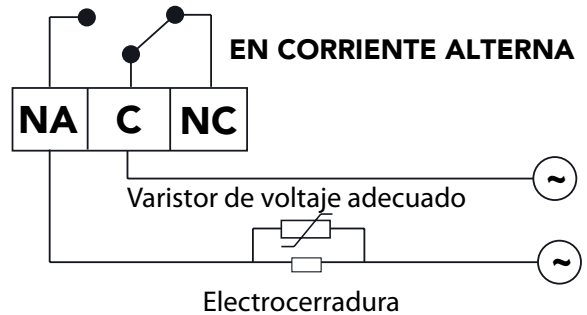 EN CORRIENTE ALTERNA
NA C NC
~
Varistor de voltaje adecuado
~
Electrocerradura